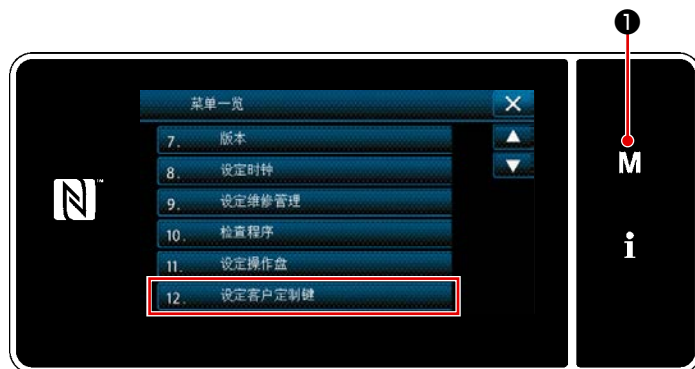 ❶
菜单一览
7. 版本
8. 设定时钟
9. 设定维修管理
10. 检查程序
11. 设定操作盘
12. 设定客户定制键
M
i